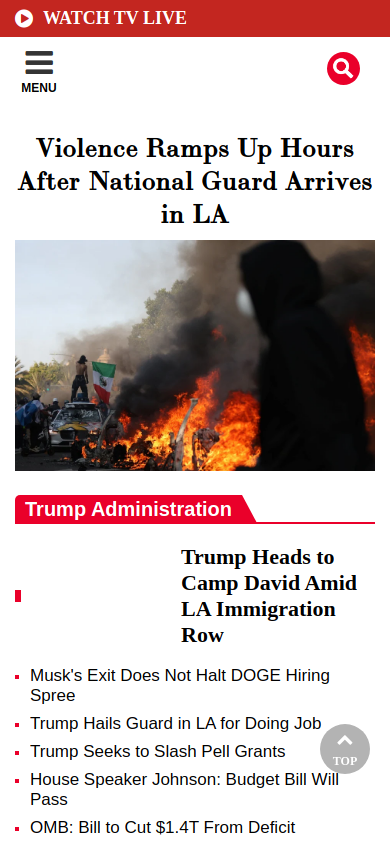 WATCH TV LIVE
MENU
Violence Ramps Up Hours
After National Guard Arrives
in LA
Trump Administration
Trump Heads to
Camp David Amid
LA Immigration
Row
Musk's Exit Does Not Halt DOGE Hiring
Spree
Trump Hails Guard in LA for Doing Job
Trump Seeks to Slash Pell Grants
House Speaker Johnson: Budget Bill Will
Pass
TOP
OMB: Bill to Cut $1.4T From Deficit